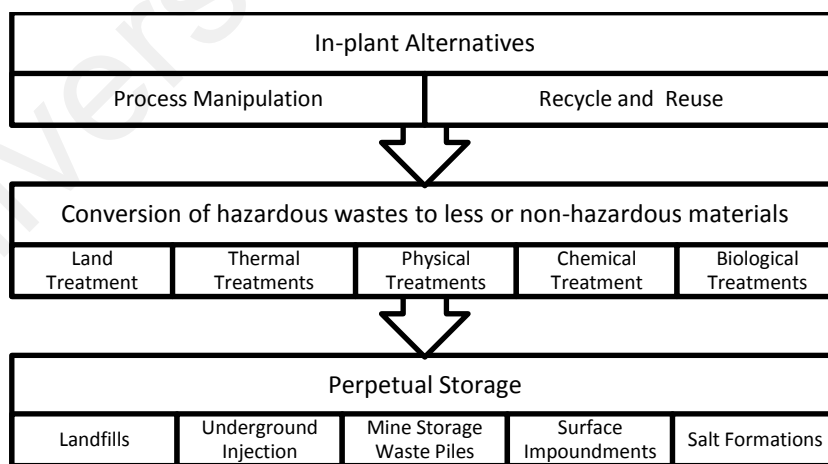 In-plant Alternatives
Process Manipulation
Recycle and Reuse
Conversion of hazardous wastes to less or non-hazardous materials
Land
Treatment
Thermal
Treatments
Physical
Treatments
Chemical
Treatment
Biological
Treatments
Perpetual Storage
Landfills
Underground
Injection
Mine Storage
Waste Piles
Surface
Impoundments
Salt Formations